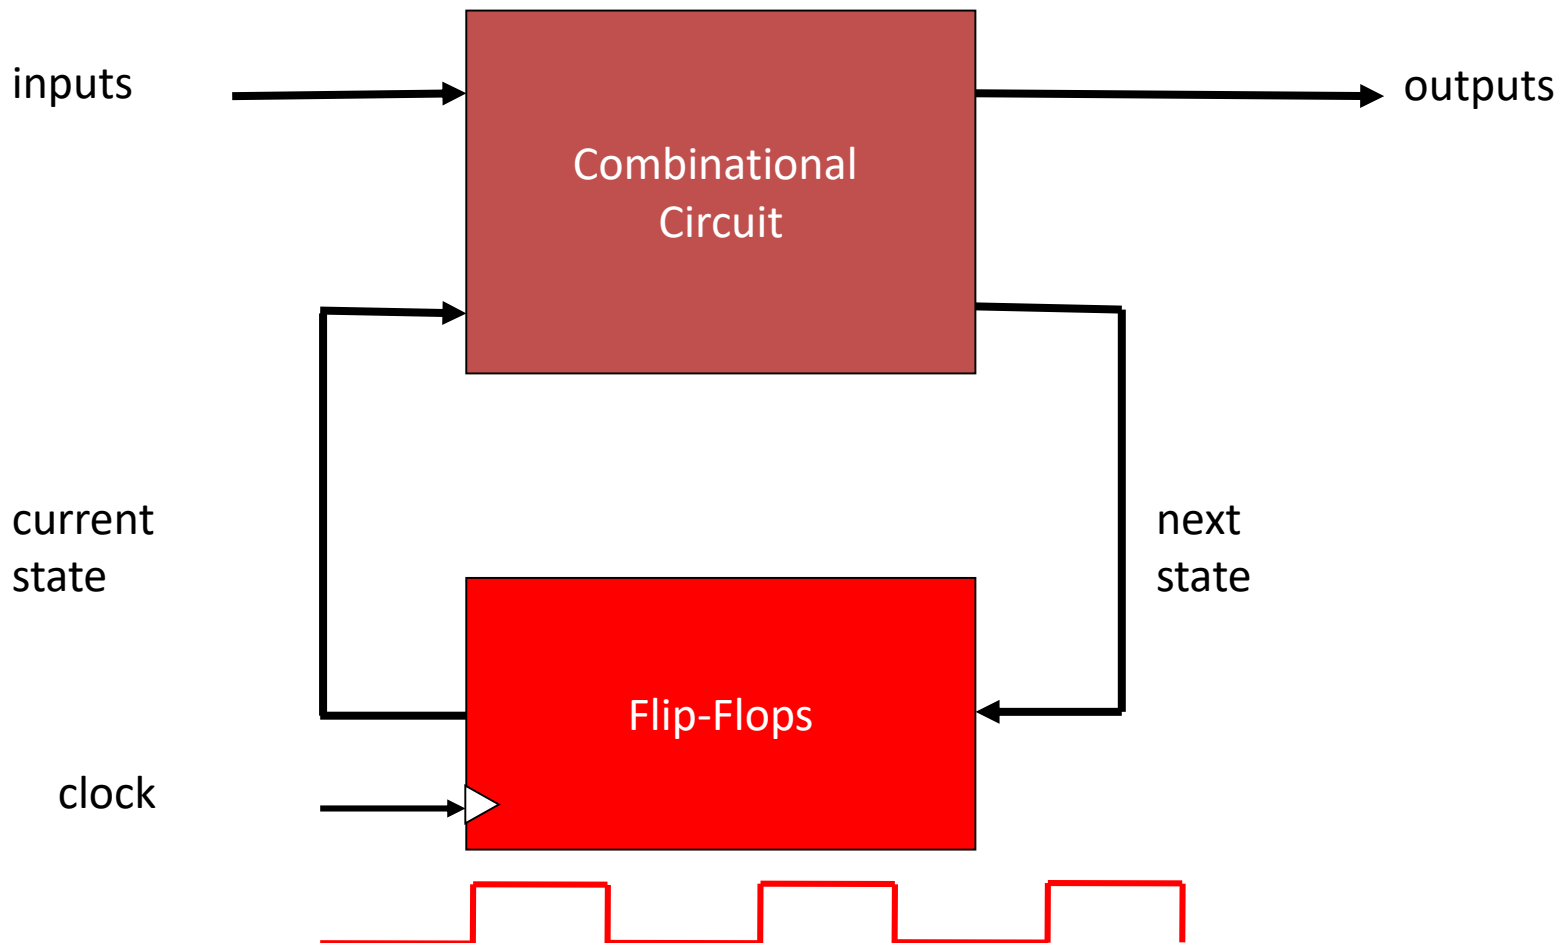 inputs
outputs
Combinational
Circuit
current
state
next
state
Flip-Flops
clock